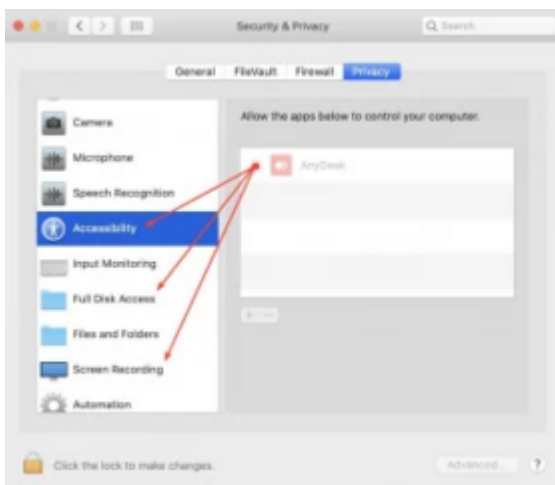 Security & Privacy
Search
General FileVault Firewall Privacy
Camera
Microphone
Speech Recognition
Accessibility
Input Monitoring
Full Disk Access
Files and Folders
Screen Recording
Automation
Allow the apps below to control your computer.
AnyDesk
+ −
Click the lock to make changes.
Advanced...
?